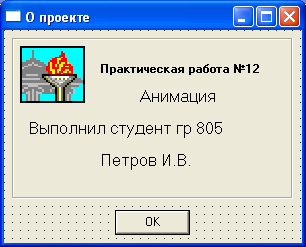 О проекте
Практическая работа №12
Анимация
Выполнил студент гр 805
Петров И.В.
OK